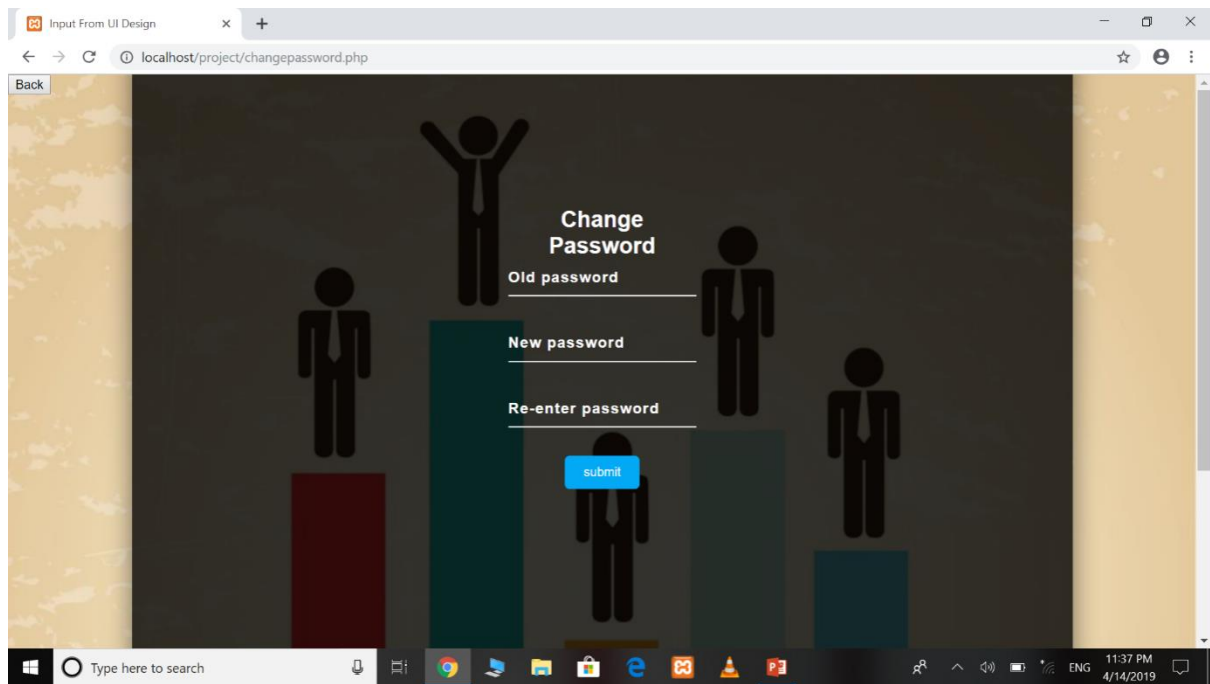 Input From UI Design
localhost/project/changepassword.php
Back
Change
Password
Old password
New password
Re-enter password
submit
Type here to search
ENG
11:37 PM
4/14/2019